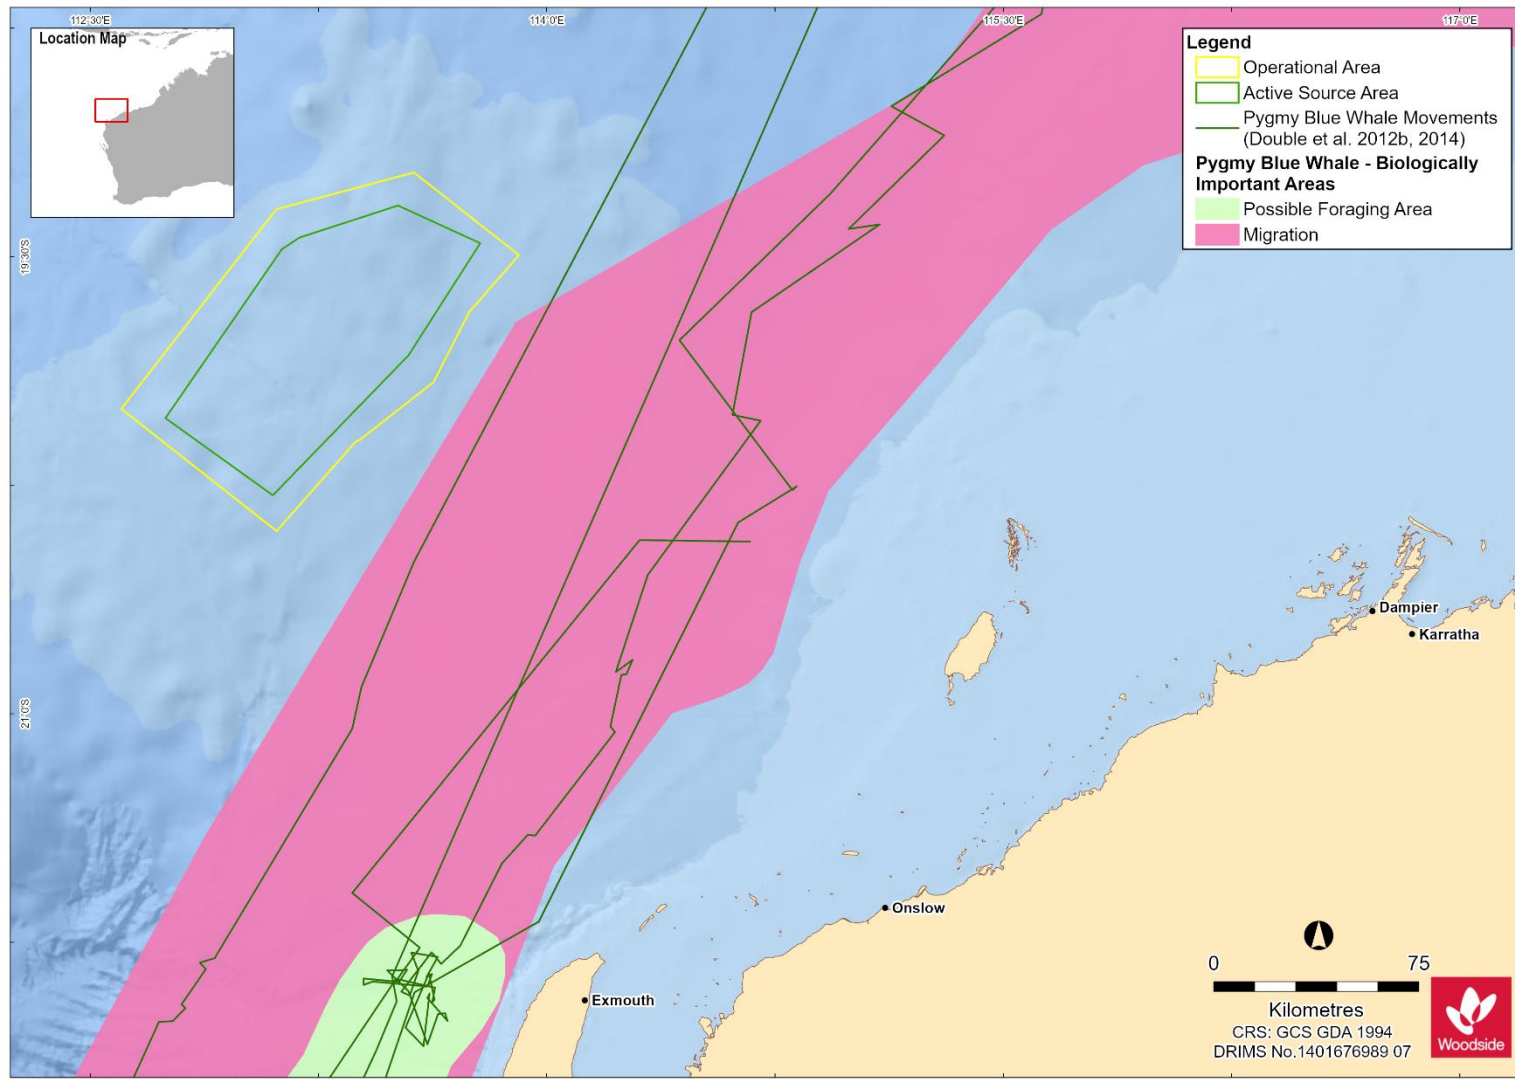 112°30'E
114°0'E
115°30'E
117°0'E
Location Map
Legend
Operational Area
Active Source Area
Pygmy Blue Whale Movements
(Double et al. 2012b, 2014)
Pygmy Blue Whale - Biologically
Important Areas
Possible Foraging Area
Migration
19°30'S
21°0'S
Dampier
Karratha
Onslow
Exmouth
0 75
Kilometres
CRS: GCS GDA 1994
DRIMS No.1401676989 07
Woodside